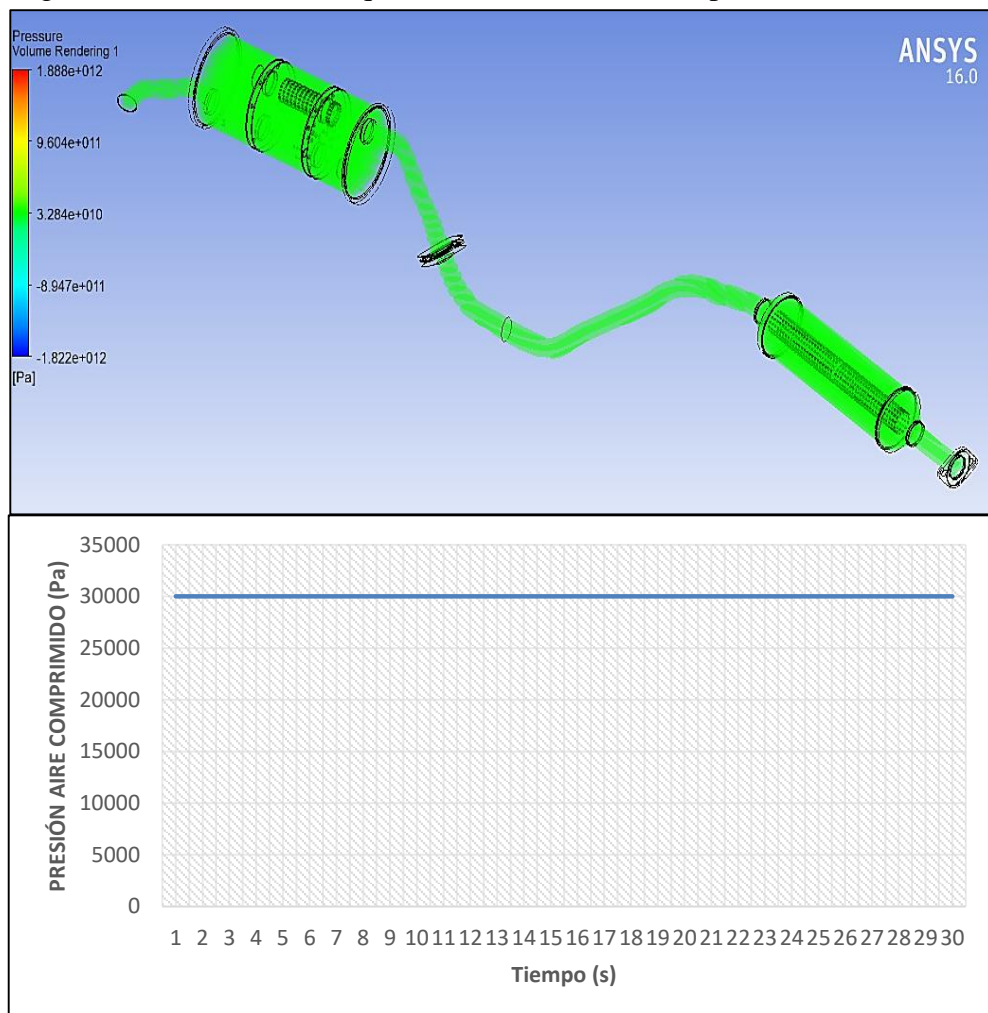 Pressure
Volume Rendering 1
1.888e+012
9.604e+011
3.284e+010
-8.947e+011
-1.822e+012
[Pa]
ANSYS
16.0
PRESIÓN AIRE COMPRIMIDO (Pa)
35000
30000
25000
20000
15000
10000
5000
0
1 2 3 4 5 6 7 8 9 10 11 12 13 14 15 16 17 18 19 20 21 22 23 24 25 26 27 28 29 30
Tiempo (s)